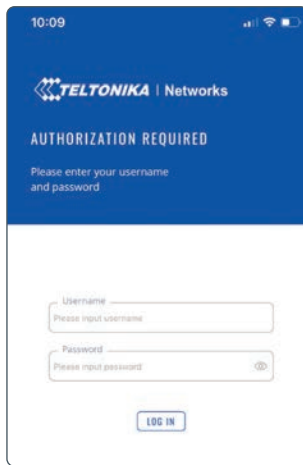 10:09
TELTONIKA | Networks
AUTHORIZATION REQUIRED
Please enter your username
and password
Username
Please input username
Password
Please input password
LOG IN